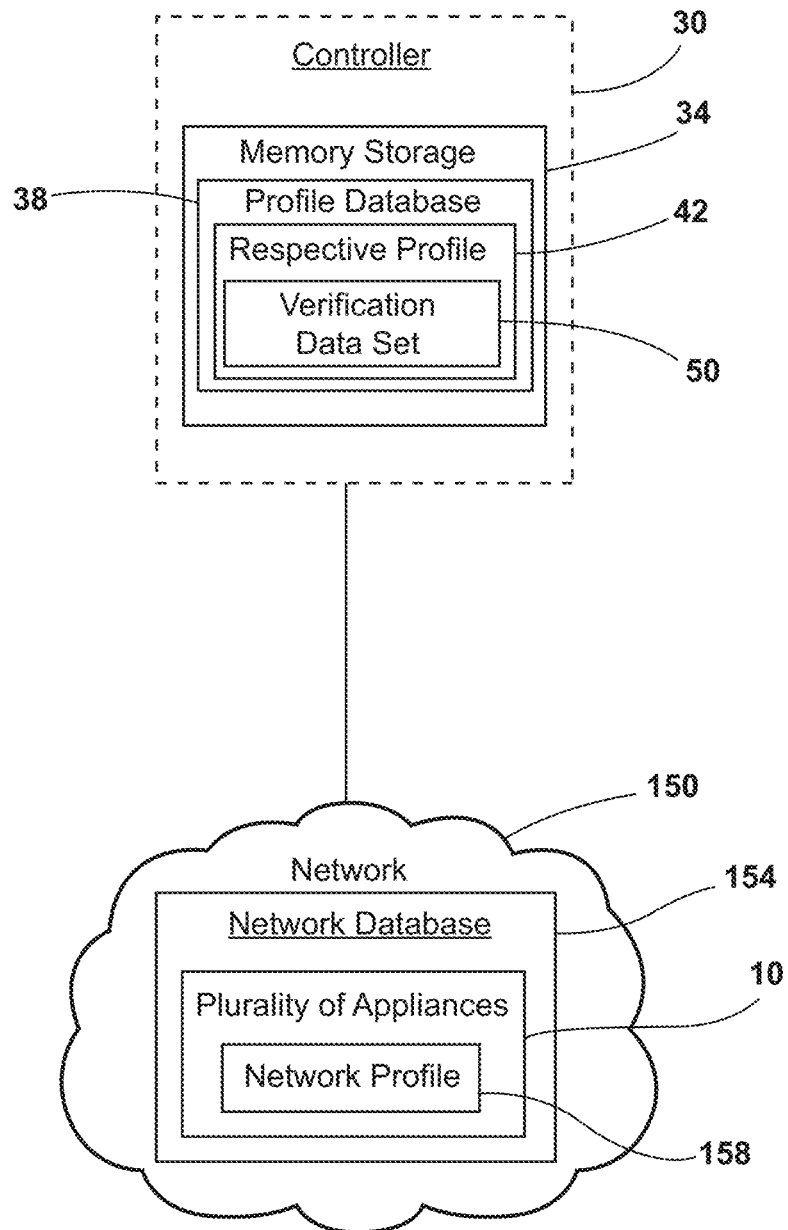 30
Controller
34
Memory Storage
38
Profile Database
42
Respective Profile
Verification
Data Set
50
150
Network
154
Network Database
10
Plurality of Appliances
Network Profile
158